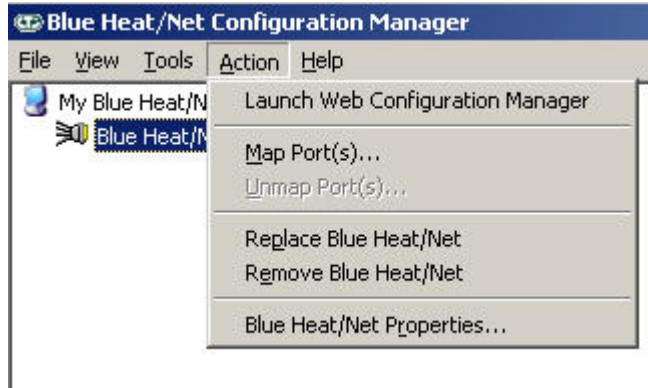 Blue Heat/Net Configuration Manager
File View Tools Action Help
My Blue Heat/N
Blue Heat/N
Launch Web Configuration Manager
Map Port(s)...
Unmap Port(s)...
Replace Blue Heat/Net
Remove Blue Heat/Net
Blue Heat/Net Properties...